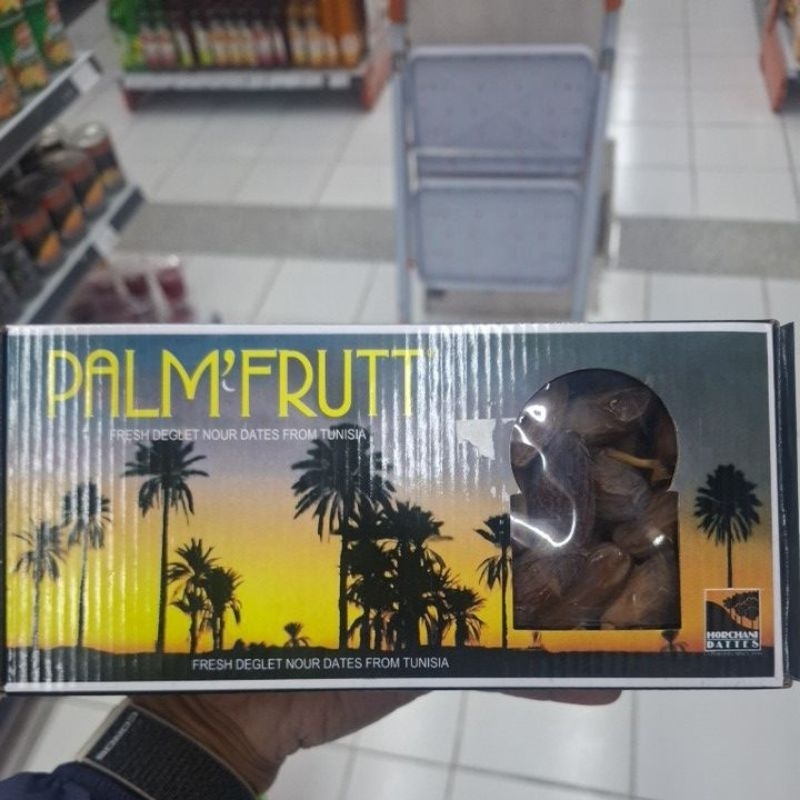 PALM'FRUTT
FRESH DEGLET NOUR DATES FROM TUNISIA
HORCHANI
DATTES
FRESH DEGLET NOUR DATES FROM TUNISIA